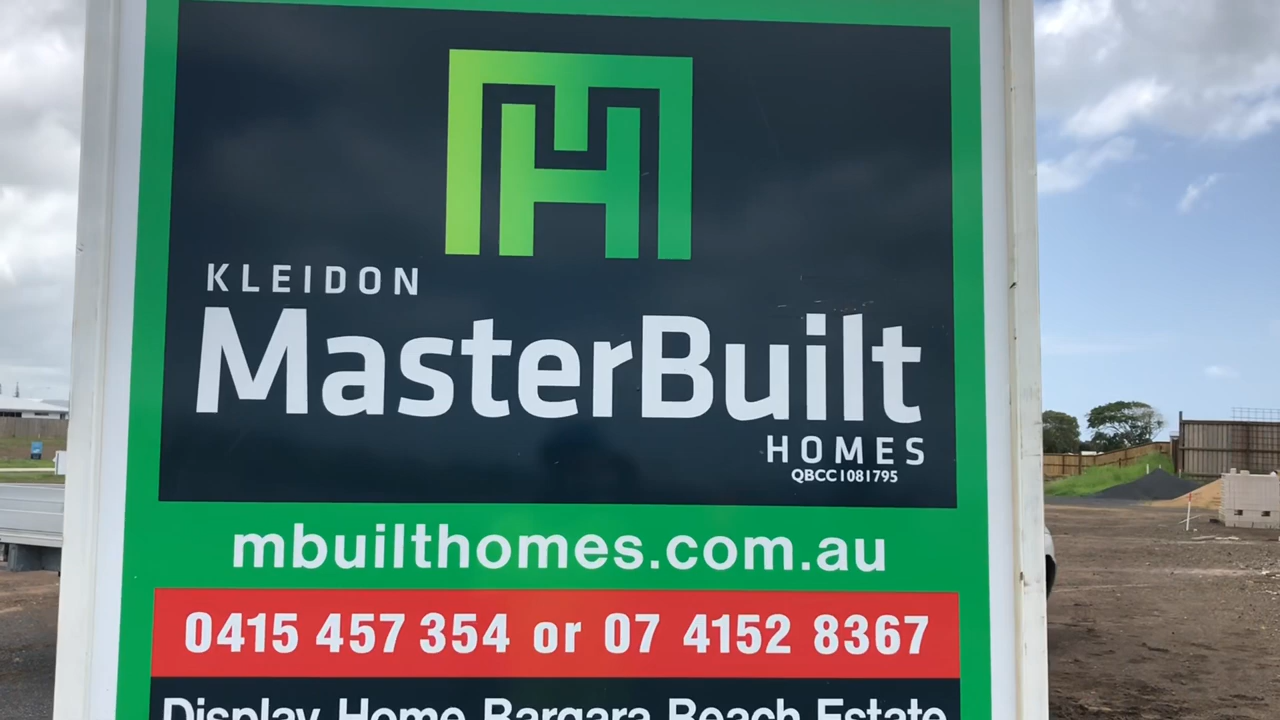 KLEIDON
MasterBuilt
HOMES
QBCC1081795
mbuilthomes.com.au
0415 457 354 or 07 4152 8367
Display Home Bargara Beach Estate